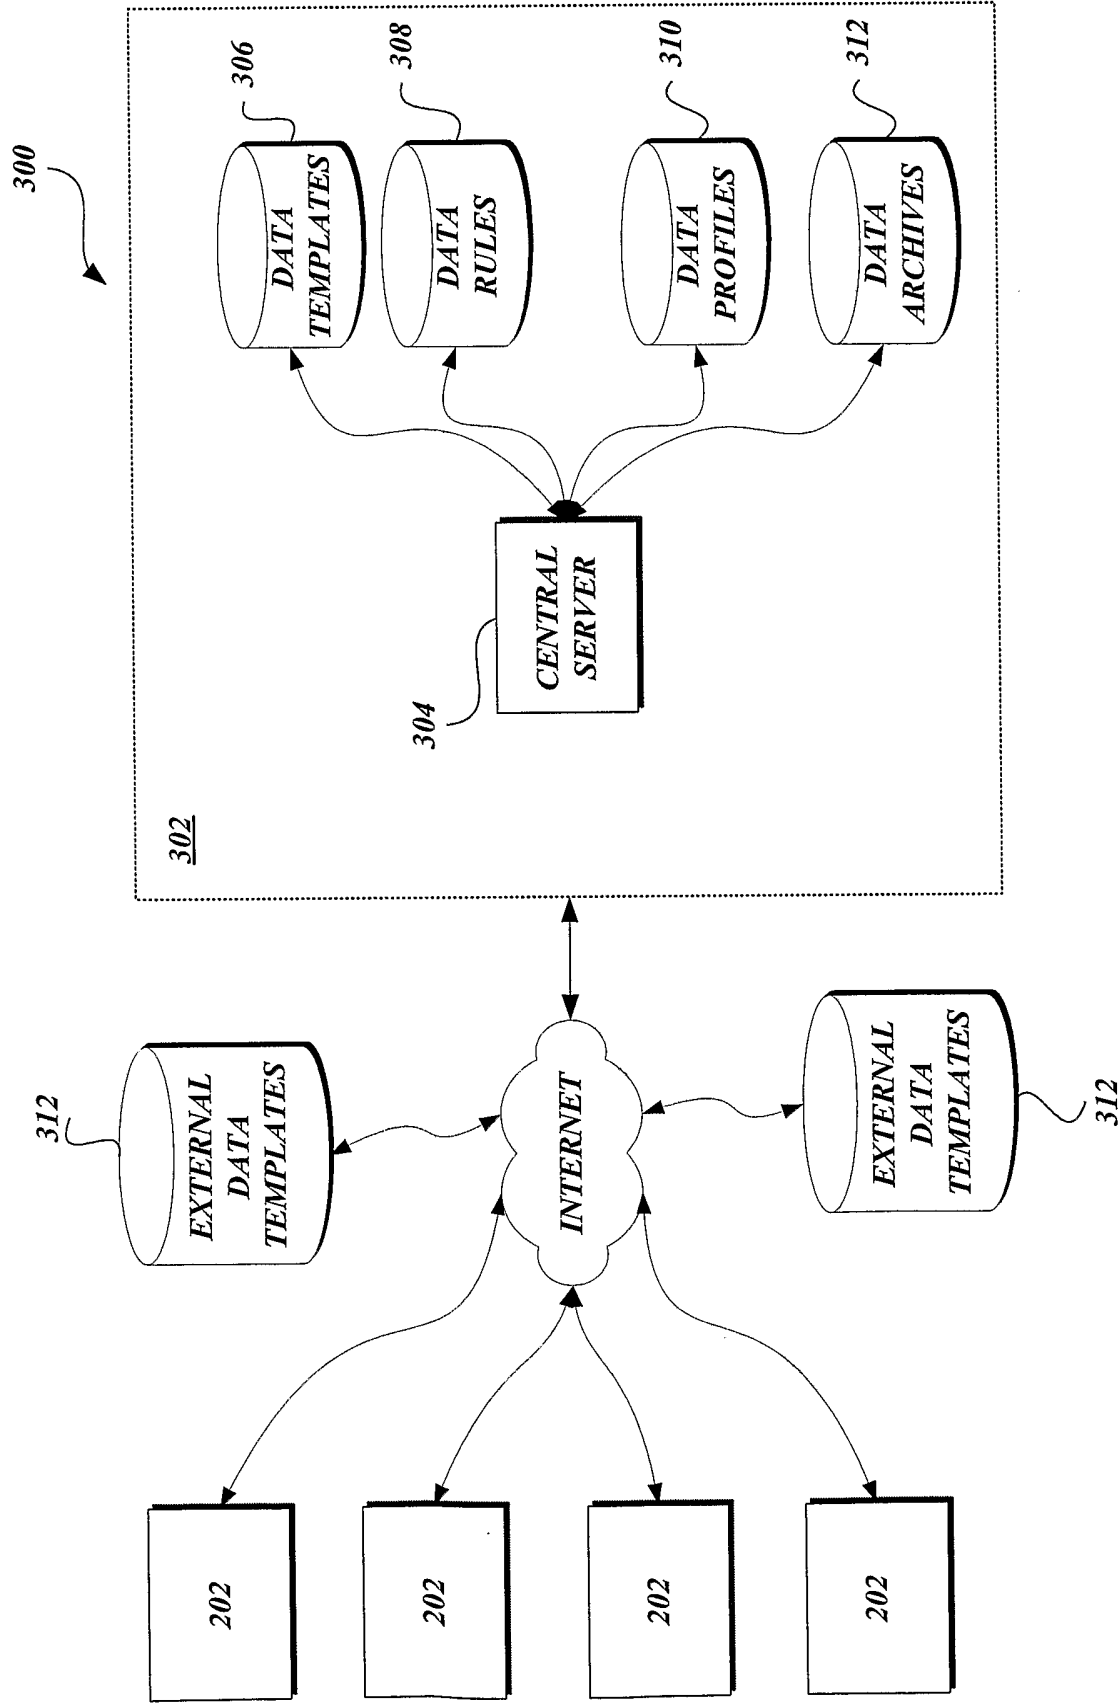 300
302
306
DATA
TEMPLATES
308
DATA
RULES
310
DATA
PROFILES
312
DATA
ARCHIVES
304
CENTRAL
SERVER
312
EXTERNAL
DATA
TEMPLATES
INTERNET
EXTERNAL
DATA
TEMPLATES
312
202
202
202
202